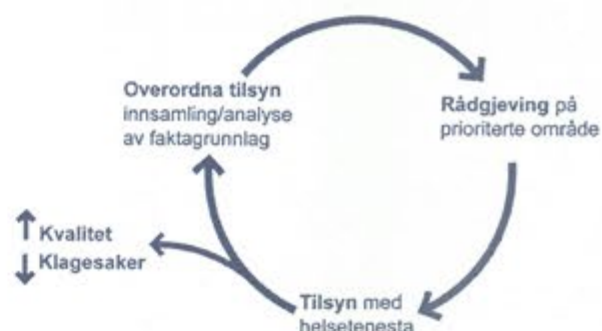 Overordna tilsyn
innsamling/analyse
av faktagrunnlag
Rådgjeving på
prioriterte område
Kvalitet
Klagesaker
Tilsyn med
helsetenesta